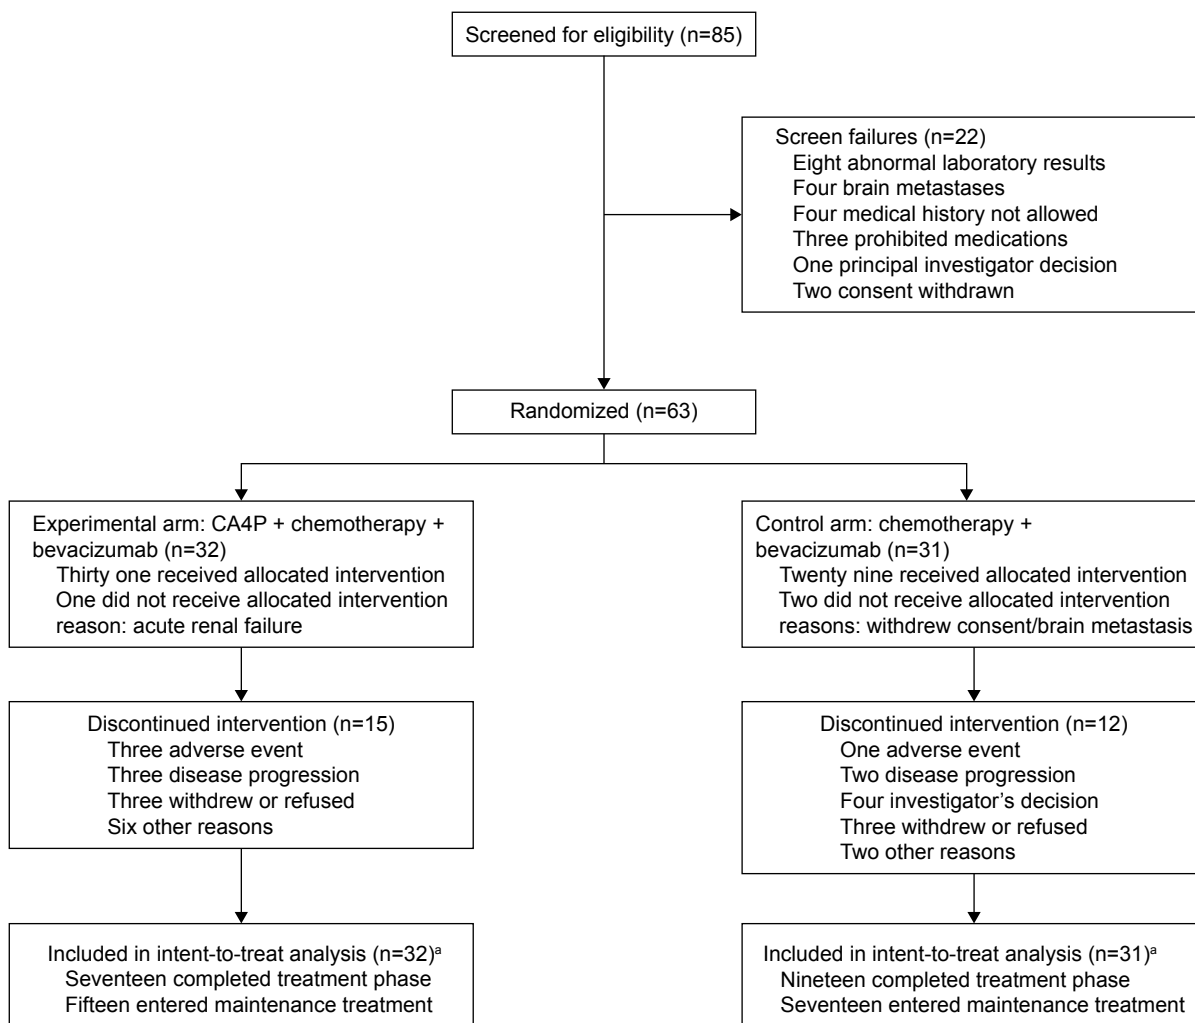 Screened for eligibility (n=85)
Screen failures (n=22)
Eight abnormal laboratory results
Four brain metastases
Four medical history not allowed
Three prohibited medications
One principal investigator decision
Two consent withdrawn
Randomized (n=63)
Experimental arm: CA4P + chemotherapy +
bevacizumab (n=32)
Thirty one received allocated intervention
One did not receive allocated intervention
reason: acute renal failure
Control arm: chemotherapy +
bevacizumab (n=31)
Twenty nine received allocated intervention
Two did not receive allocated intervention
reasons: withdrew consent/brain metastasis
Discontinued intervention (n=15)
Three adverse event
Three disease progression
Three withdrew or refused
Six other reasons
Discontinued intervention (n=12)
One adverse event
Two disease progression
Four investigator’s decision
Three withdrew or refused
Two other reasons
Included in intent-to-treat analysis (n=32)ᵃ
Seventeen completed treatment phase
Fifteen entered maintenance treatment
Included in intent-to-treat analysis (n=31)ᵃ
Nineteen completed treatment phase
Seventeen entered maintenance treatment